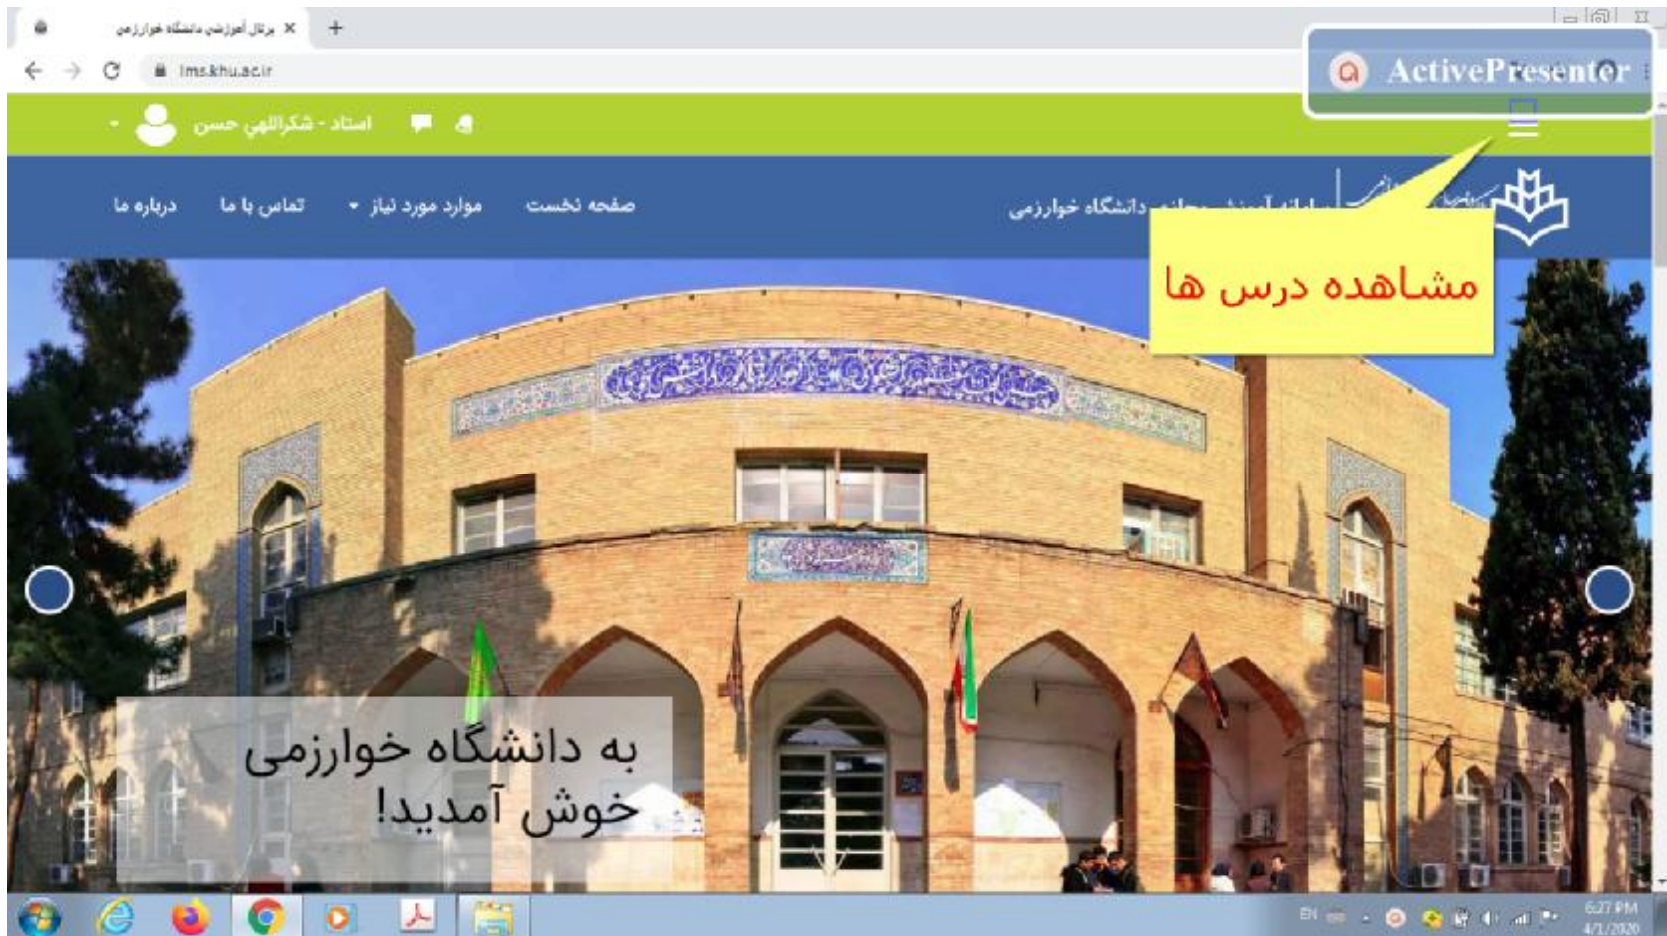 پرتال آموزشی دانشگاه خوارزمی
lms.khu.ac.ir
ActivePresenter
استاد - شكراللهي حسن
دانشگاه خوارزمی
صفحه نخست
موارد مورد نیاز
تماس با ما
درباره ما
مشاهده درس ها
به دانشگاه خوارزمی
خوش آمدید!
EN
6:27 PM
4/1/2020